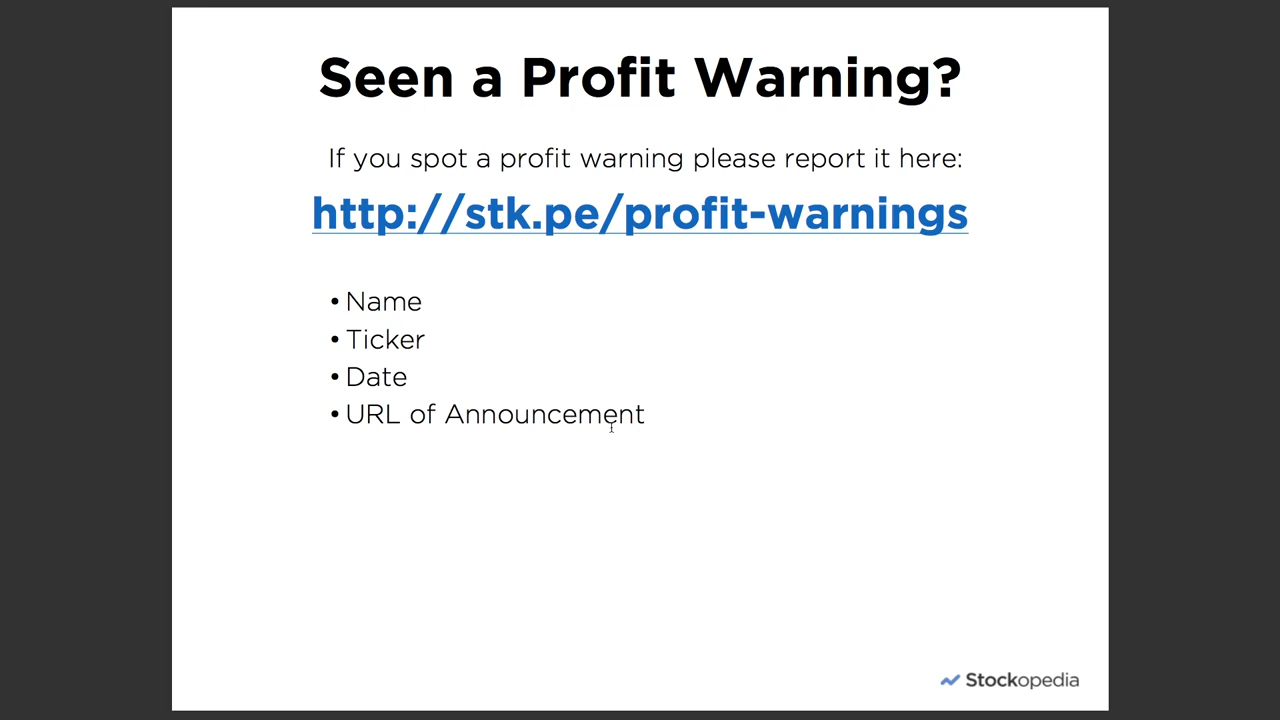 Seen a Profit Warning?
If you spot a profit warning please report it here:
http://stk.pe/profit-warnings
• Name
• Ticker
• Date
• URL of Announcement
Stockopedia